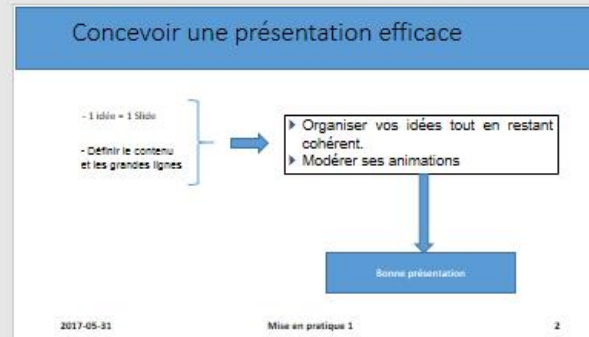 Concevoir une présentation efficace
- 1 idée = 1 Slide
- Définir le contenu
et les grandes lignes
Organiser vos idées tout en restant
cohérent.
Modérer ses animations
Bonne présentation
2017-05-31
Mise en pratique 1
2